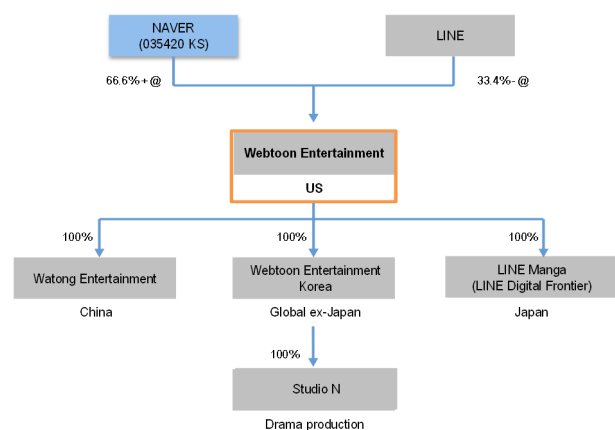 NAVER
(035420 KS)
LINE
66.6%+@
33.4%-@
Webtoon Entertainment
US
100%
100%
100%
Watong Entertainment
Webtoon Entertainment
Korea
LINE Manga
(LINE Digital Frontier)
China
Global ex-Japan
Japan
100%
Studio N
Drama production